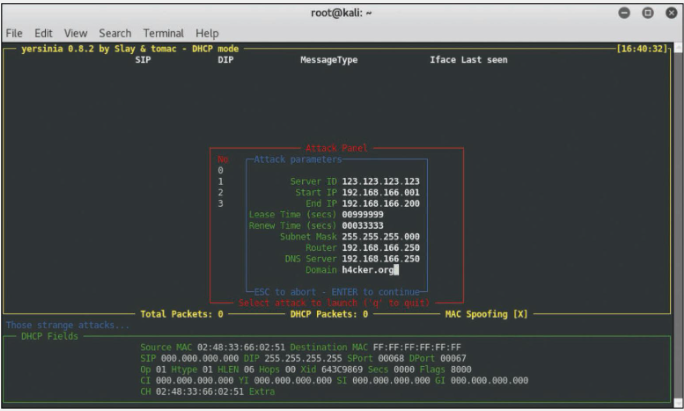 root@kali: ~
File Edit View Search Terminal Help
yersinia 0.8.2 by Slay & tomac - DHCP mode [16:40:32]
SIP DIP MessageType Iface Last seen
Attack Panel
No Attack parameters
0
1 Server ID 123.123.123.123
2 Start IP 192.168.166.001
3 End IP 192.168.166.200
Lease Time (secs) 00999999
Renew Time (secs) 00033333
Subnet Mask 255.255.255.000
Router 192.168.166.250
DNS Server 192.168.166.250
Domain h4cker.org
ESC to abort - ENTER to continue
Select attack to launch ('q' to quit)
Total Packets: 0 DHCP Packets: 0 MAC Spoofing [X]
Those strange attacks...
DHCP Fields
Source MAC 02:48:33:66:02:51 Destination MAC FF:FF:FF:FF:FF:FF
SIP 000.000.000.000 DIP 255.255.255.255 SPort 00068 DPort 00067
Op 01 Htype 01 HLEN 06 Hops 00 Xid 643C9869 Secs 0000 Flags 8000
CI 000.000.000.000 YI 000.000.000.000 SI 000.000.000.000 GI 000.000.000.000
CH 02:48:33:66:02:51 Extra